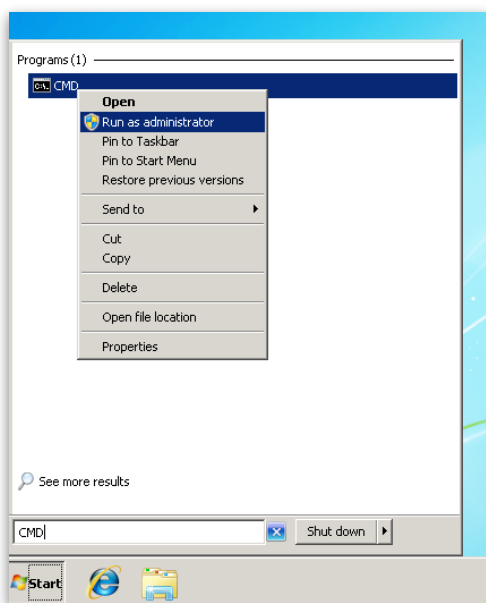 Programs (1)
CMD
Open
Run as administrator
Pin to Taskbar
Pin to Start Menu
Restore previous versions
Send to
Cut
Copy
Delete
Open file location
Properties
See more results
CMD
Shut down
Start